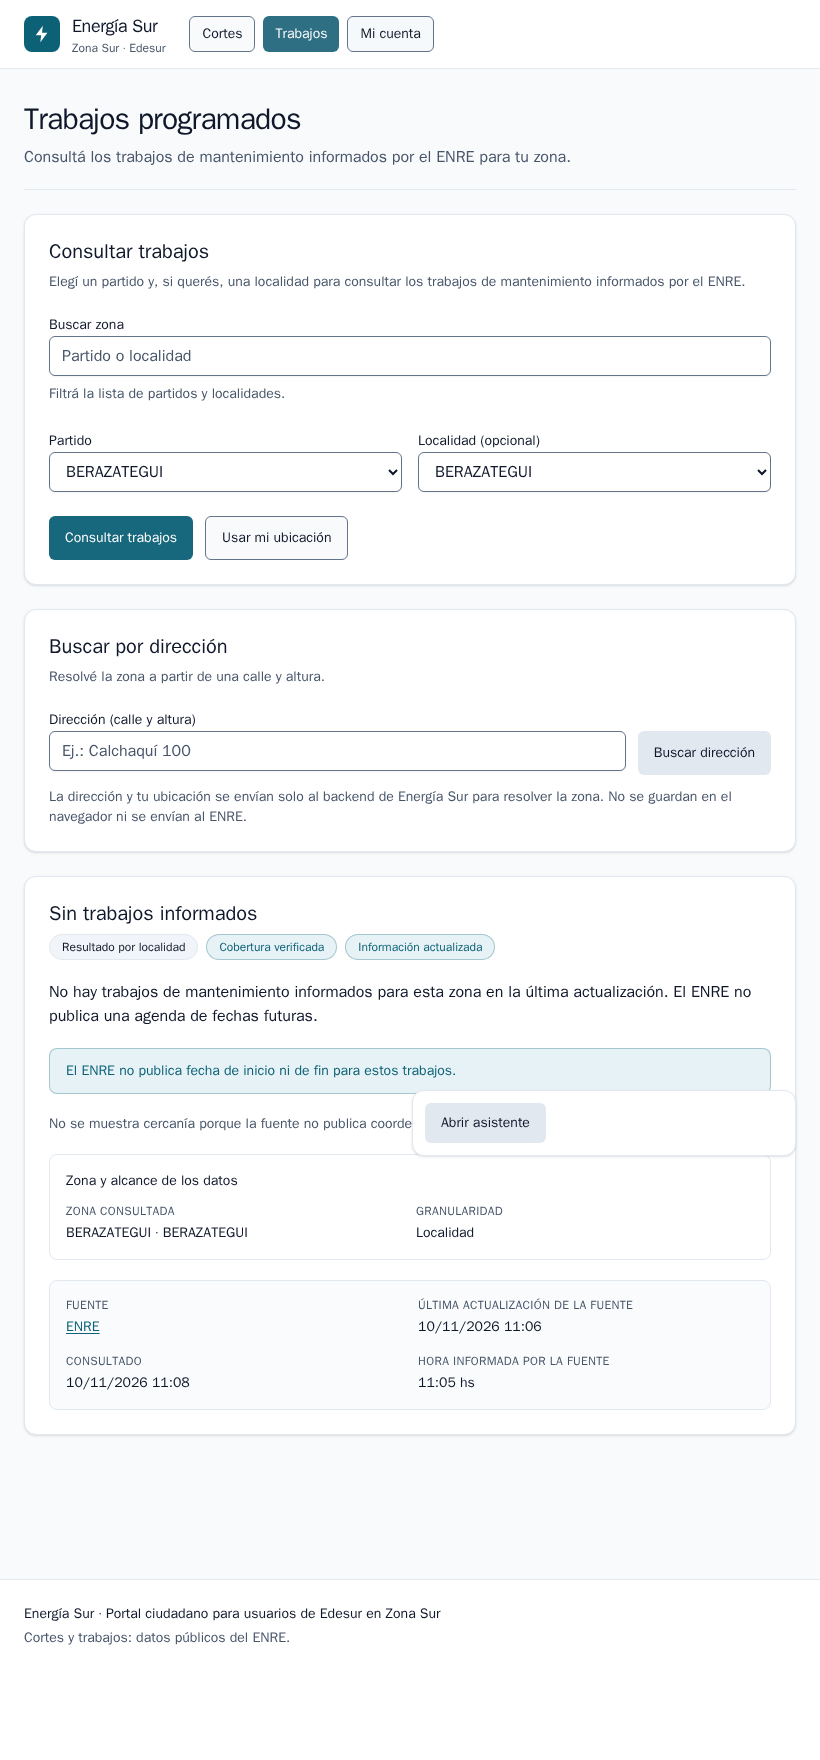 Energía Sur
Zona Sur · Edesur
Cortes
Trabajos
Mi cuenta
Trabajos programados
Consultá los trabajos de mantenimiento informados por el ENRE para tu zona.
Consultar trabajos
Elegí un partido y, si querés, una localidad para consultar los trabajos de mantenimiento informados por el ENRE.
Buscar zona
Partido o localidad
Filtrá la lista de partidos y localidades.
Partido
Localidad (opcional)
BERAZATEGUI
BERAZATEGUI
Consultar trabajos
Usar mi ubicación
Buscar por dirección
Resolvé la zona a partir de una calle y altura.
Dirección (calle y altura)
Ej.: Calchaquí 100
Buscar dirección
La dirección y tu ubicación se envían solo al backend de Energía Sur para resolver la zona. No se guardan en el
navegador ni se envían al ENRE.
Sin trabajos informados
Resultado por localidad
Cobertura verificada
Información actualizada
No hay trabajos de mantenimiento informados para esta zona en la última actualización. El ENRE no
publica una agenda de fechas futuras.
El ENRE no publica fecha de inicio ni de fin para estos trabajos.
No se muestra cercanía porque la fuente no publica coorde
Abrir asistente
Zona y alcance de los datos
ZONA CONSULTADA
GRANULARIDAD
BERAZATEGUI · BERAZATEGUI
Localidad
FUENTE
ÚLTIMA ACTUALIZACIÓN DE LA FUENTE
ENRE
10/11/2026 11:06
CONSULTADO
HORA INFORMADA POR LA FUENTE
10/11/2026 11:08
11:05 hs
Energía Sur · Portal ciudadano para usuarios de Edesur en Zona Sur
Cortes y trabajos: datos públicos del ENRE.